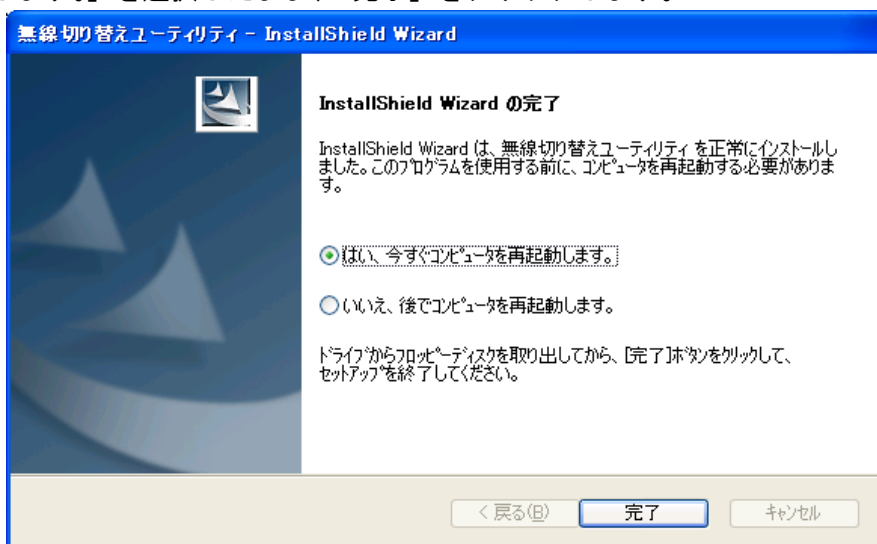 無線切り替えユーティリティ - InstallShield Wizard
InstallShield Wizard の完了
InstallShield Wizard は、無線切り替えユーティリティ を正常にインストールし
ました。このプログラムを使用する前に、コンピュータを再起動する必要がありま
す。
はい、今すぐコンピュータを再起動します。
いいえ、後でコンピュータを再起動します。
ドライブからフロッピーディスクを取り出してから、[完了]ボタンをクリックして、
セットアップを終了してください。
< 戻る(B) 完了 キャンセル